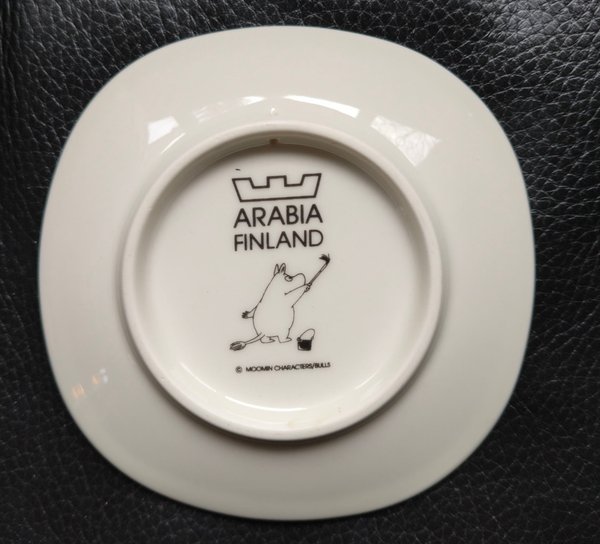 ARABIA
FINLAND
© MOOMIN CHARACTERS/BULLS